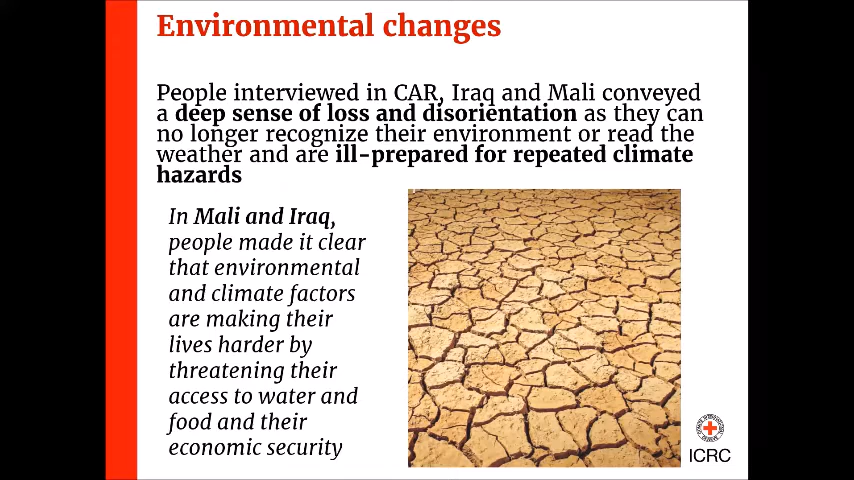 Environmental changes
People interviewed in CAR, Iraq and Mali conveyed
a deep sense of loss and disorientation as they can
no longer recognize their environment or read the
weather and are ill-prepared for repeated climate
hazards
In Mali and Iraq,
people made it clear
that environmental
and climate factors
are making their
lives harder by
threatening their
access to water and
food and their
economic security
ICRC